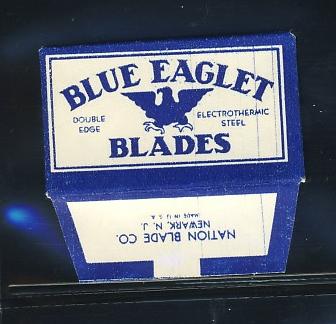 BLUE EAGLET
DOUBLE
EDGE
ELECTROTHERMIC
STEEL
BLADES
NATION BLADE CO.
NEWARK, N. J.
MADE IN U. S. A.